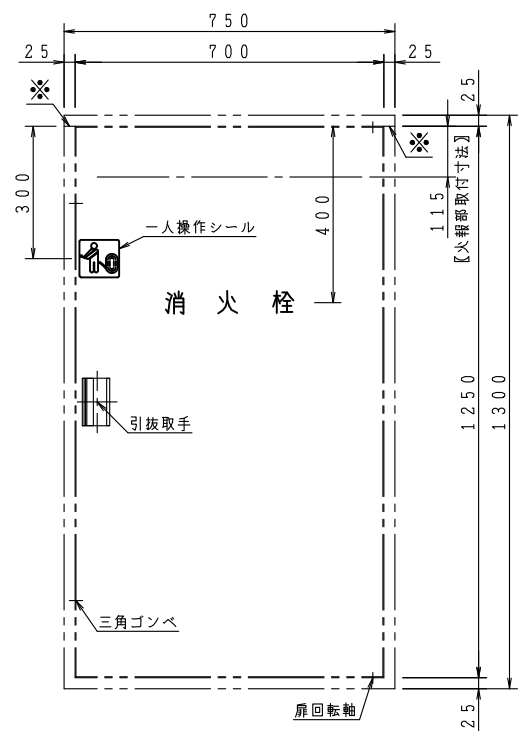 750
25 700 25
※
※
25
300
400
115
【火報部取付寸法】
一人操作シール
消火栓
1250
1300
引抜取手
三角ゴンベ
扉回転軸
25